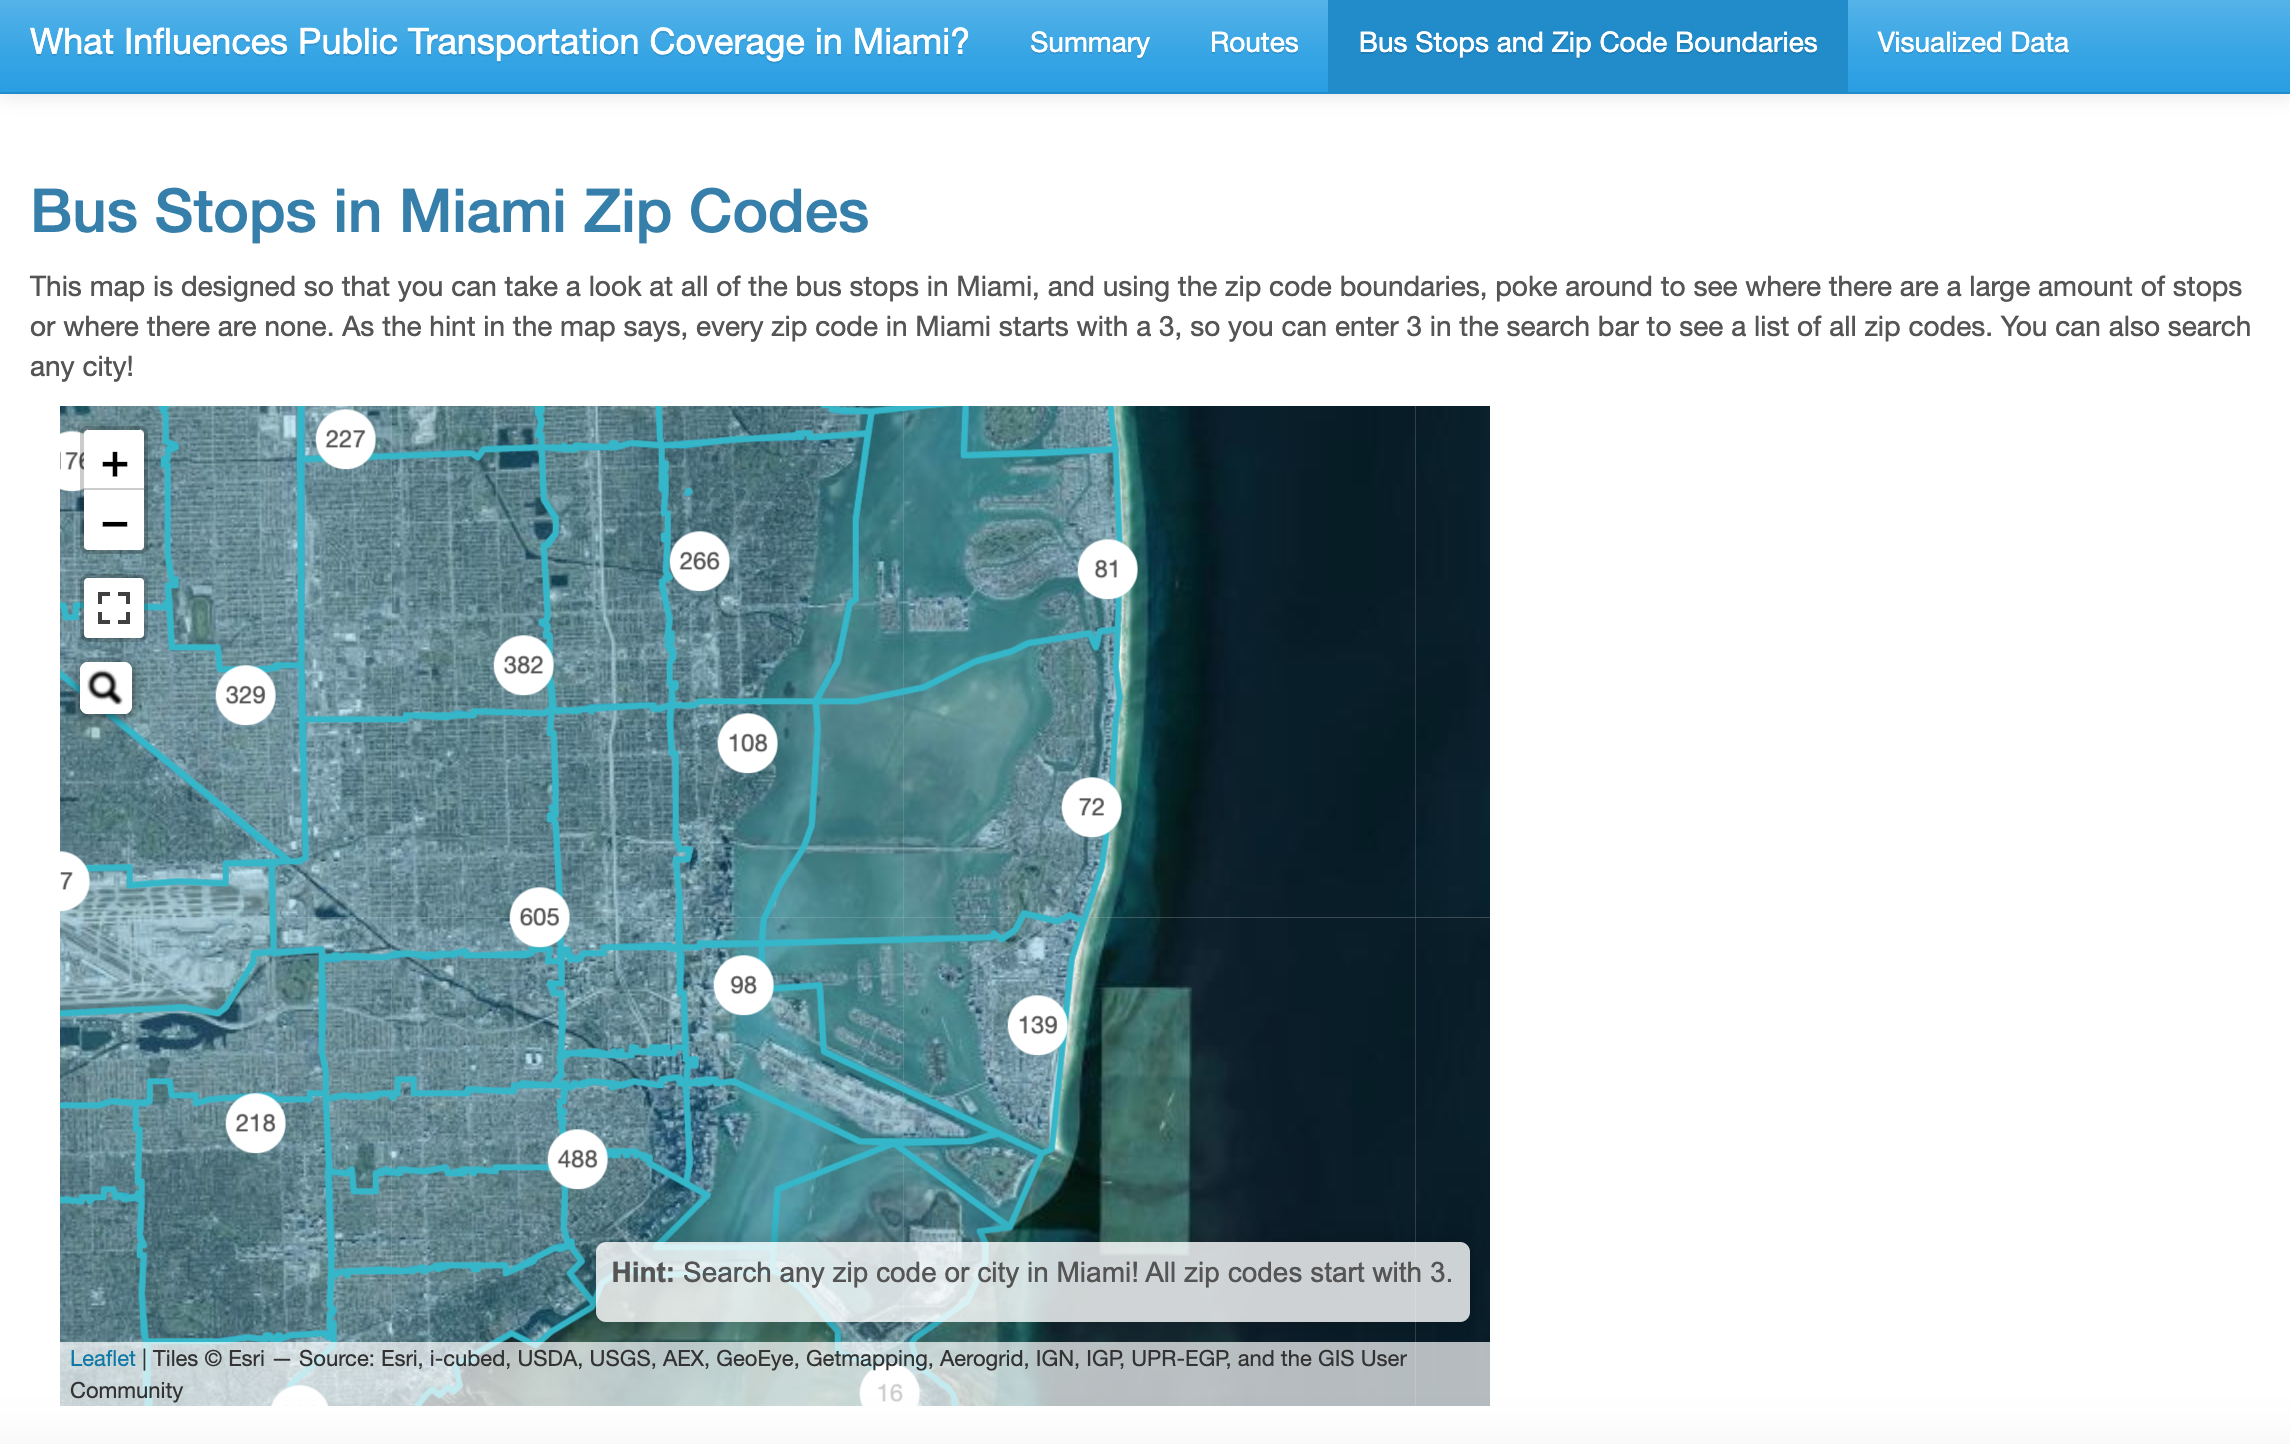 What Influences Public Transportation Coverage in Miami? Summary Routes Bus Stops and Zip Code Boundaries Visualized Data
Bus Stops in Miami Zip Codes
This map is designed so that you can take a look at all of the bus stops in Miami, and using the zip code boundaries, poke around to see where there are a large amount of stops
or where there are none. As the hint in the map says, every zip code in Miami starts with a 3, so you can enter 3 in the search bar to see a list of all zip codes. You can also search
any city!
227
+
−
266
81
382
329
108
72
7
605
98
139
218
488
Hint: Search any zip code or city in Miami! All zip codes start with 3.
Leaflet | Tiles © Esri — Source: Esri, i-cubed, USDA, USGS, AEX, GeoEye, Getmapping, Aerogrid, IGN, IGP, UPR-EGP, and the GIS User
Community
16